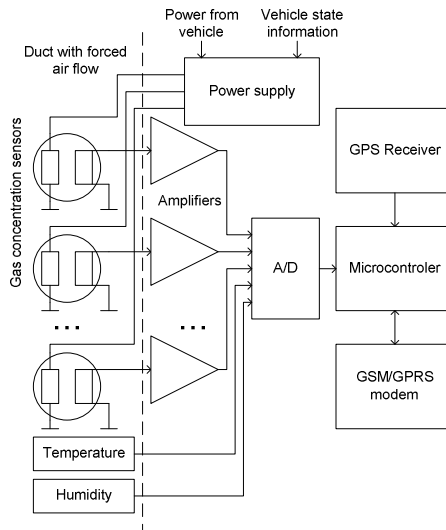 Power from
vehicle
Vehicle state
information
Duct with forced
air flow
Power supply
Gas concentration sensors
GPS Receiver
Amplifiers
A/D
Microcontroler
...
...
GSM/GPRS
modem
Temperature
Humidity